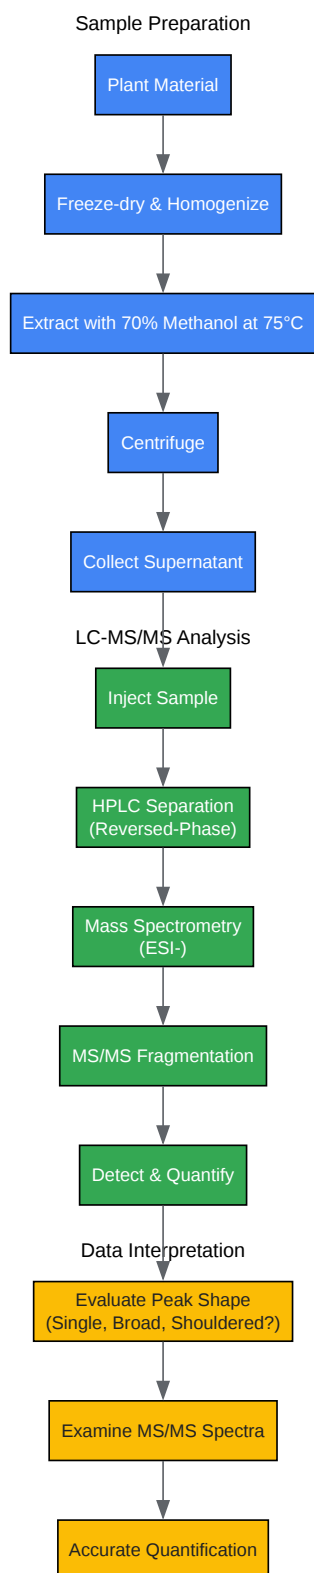 Sample Preparation
Plant Material
Freeze-dry & Homogenize
Extract with 70% Methanol at 75°C
Centrifuge
Collect Supernatant
LC-MS/MS Analysis
Inject Sample
HPLC Separation
(Reversed-Phase)
Mass Spectrometry
(ESI-)
MS/MS Fragmentation
Detect & Quantify
Data Interpretation
Evaluate Peak Shape
(Single, Broad, Shouldered?)
Examine MS/MS Spectra
Accurate Quantification